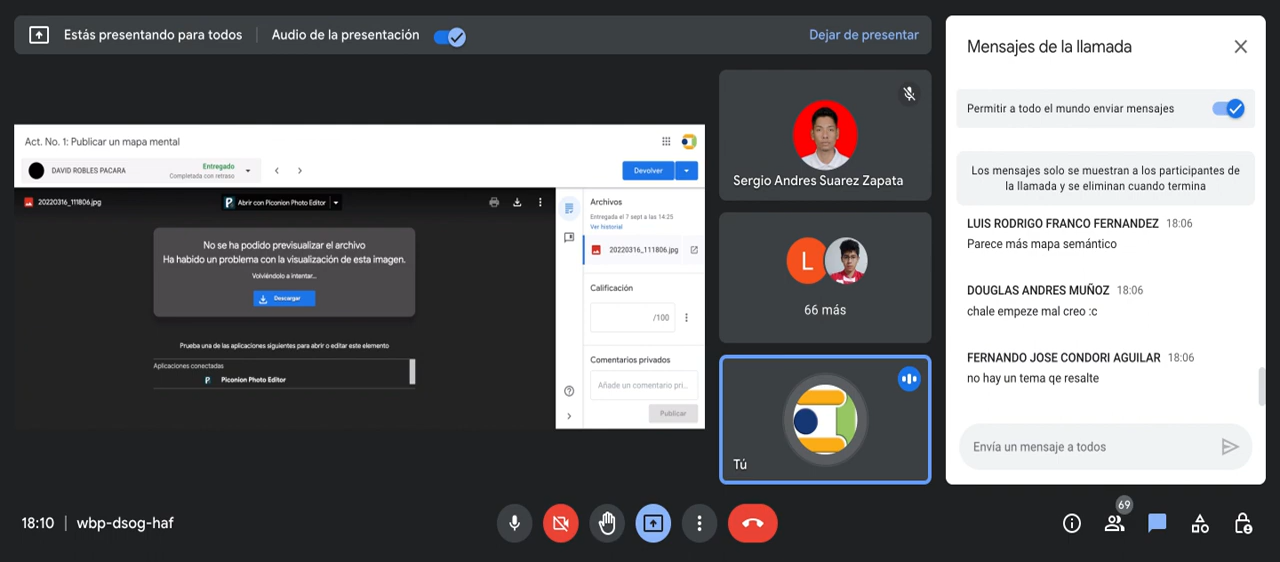 Estás presentando para todos
Audio de la presentación
Dejar de presentar
Act. No. 1: Publicar un mapa mental
DAVID ROBLES PACARA
Entregado
Completada con retraso
Devolver
20220316_111806.jpg
Abrir con Piconion Photo Editor
No se ha podido previsualizar el archivo
Ha habido un problema con la visualización de esta imagen.
Volviéndolo a intentar...
Descargar
Prueba una de las aplicaciones siguientes para abrir o editar este elemento
Aplicaciones conectadas
Piconion Photo Editor
Archivos
Entregada el 7 sept a las 14:25
Ver historial
20220316_111806.jpg
Calificación
/100
Comentarios privados
Añade un comentario pri..
Publicar
Sergio Andres Suarez Zapata
L
66 más
Tú
Mensajes de la llamada
Permitir a todo el mundo enviar mensajes
Los mensajes solo se muestran a los participantes de
la llamada y se eliminan cuando termina
LUIS RODRIGO FRANCO FERNANDEZ 18:06
Parece más mapa semántico
DOUGLAS ANDRES MUÑOZ 18:06
chale empeze mal creo :c
FERNANDO JOSE CONDORI AGUILAR 18:06
no hay un tema qe resalte
Envía un mensaje a todos
18:10 | wbp-dsog-haf
69